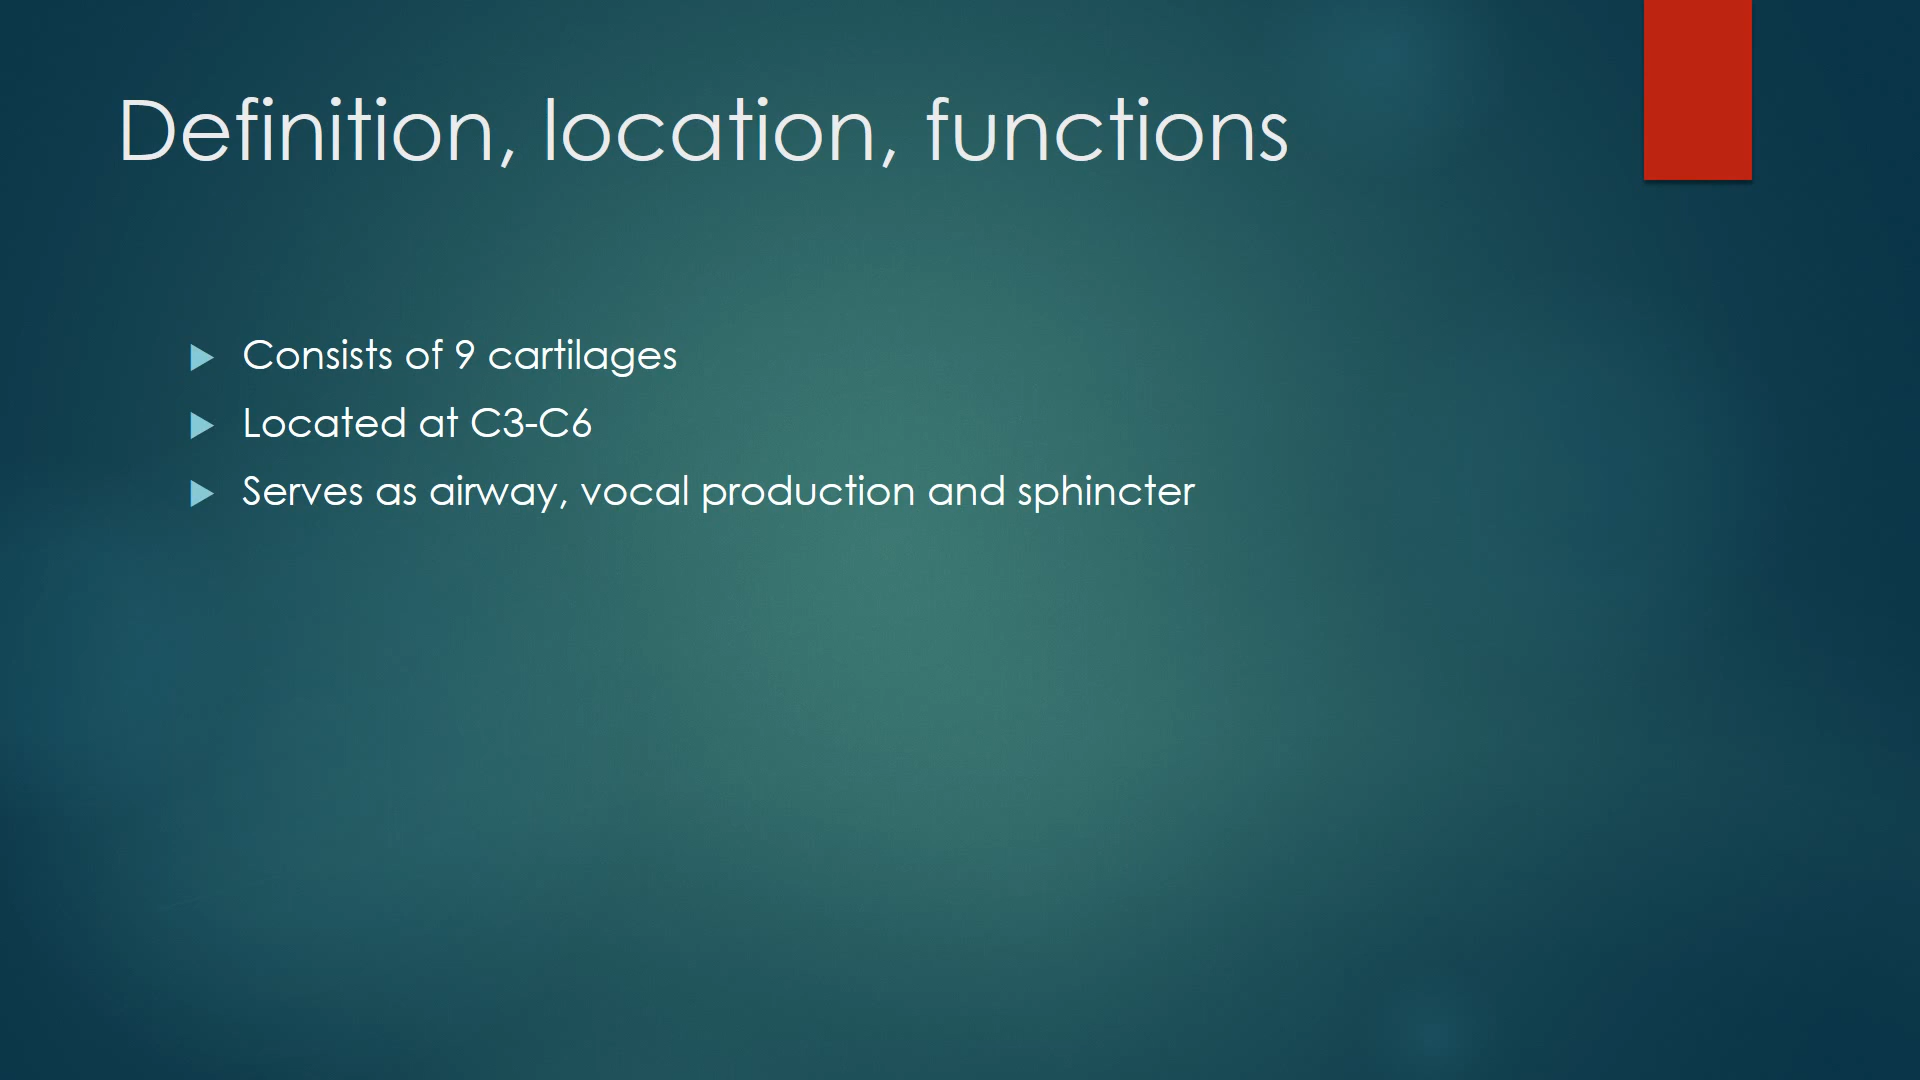 Definition, location, functions
Consists of 9 cartilages
Located at C3-C6
Serves as airway, vocal production and sphincter